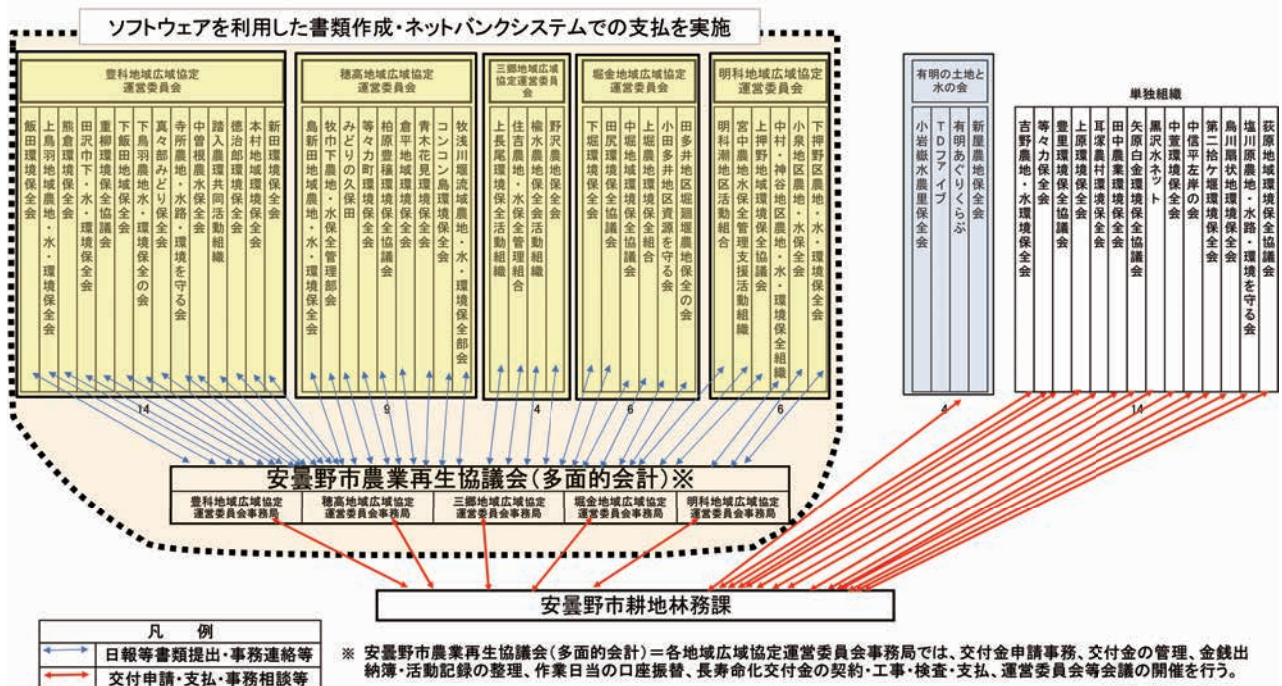 ソフトウェアを利用した書類作成・ネットバンクシステムでの支払を実施
豊科地域広域協定
運営委員会
飯田環境保全会
上鳥羽地域農地・水・環境保全会
熊倉環境保全会
田沢巾下・水・環境保全会
重柳環境保全協議会
下飯田地域保全会
下鳥羽農地水・環境保全の会
真々部みどり保全会
寺所農地・水路・環境を守る会
中曽根農水保全会
踏入農環共同活動組織
徳治郎環境保全会
本村地域環境保全会
新田環境保全会
14
穂高地域広域協定
運営委員会
島新田地域農地・水・環境保全会
牧巾下農地・水保全管理部会
みどりの久保田
等々力町環境保全会
柏原豊穣環境保全協議会
倉平地域環境保全会
青木花見環境保全会
コンコン島環境保全会
牧浅川堰流域農地・水・環境保全部会
9
三郷地域広域
協定運営委員
会
上長尾環境保全活動組織
住吉農地・水保全管理組合
楡水農地保全会活動組織
野沢農地保全会
4
堀金地域広域協定
運営委員会
下堀環境保全会
田尻環境保全協議会
中堀地域環境保全協議会
上堀農地環境保全組合
小田多井地区資源を守る会
田多井地区堀廻堰農地保全の会
6
明科地域広域協定
運営委員会
明科潮地区活動組合
宮中農地水保全管理支援活動組織
上押野地域環境保全協議会
中村・神谷地区農地・水・環境保全組織
小泉地区農地・水保全会
下押野区農地・水・環境保全会
6
有明の土地と
水の会
小岩嶽水農里保全会
TDファイブ
有明あぐりくらぶ
新屋農地保全会
4
単独組織
吉野農地・水環境保全会
等々力保全会
豊里環境保全協議会
上原環境保全会
耳塚農村環境保全会
田中農業環境保全会
矢原白金環境保全協議会
黒沢水ネット
中萱環境保全会
中信平左岸の会
第二拾ケ堰環境保全会
烏川扇状地環境保全会
塩川原農地・水路・環境を守る会
荻原地域環境保全協議会
14
安曇野市農業再生協議会(多面的会計)※
豊科地域広域協定
運営委員会事務局
穂高地域広域協定
運営委員会事務局
三郷地域広域協定
運営委員会事務局
堀金地域広域協定
運営委員会事務局
明科地域広域協定
運営委員会事務局
安曇野市耕地林務課
凡 例
日報等書類提出・事務連絡等
交付申請・支払・事務相談等
※ 安曇野市農業再生協議会(多面的会計)=各地域広域協定運営委員会事務局では、交付金申請事務、交付金の管理、金銭出
納簿・活動記録の整理、作業日当の口座振替、長寿命化交付金の契約・工事・検査・支払、運営委員会等会議の開催を行う。